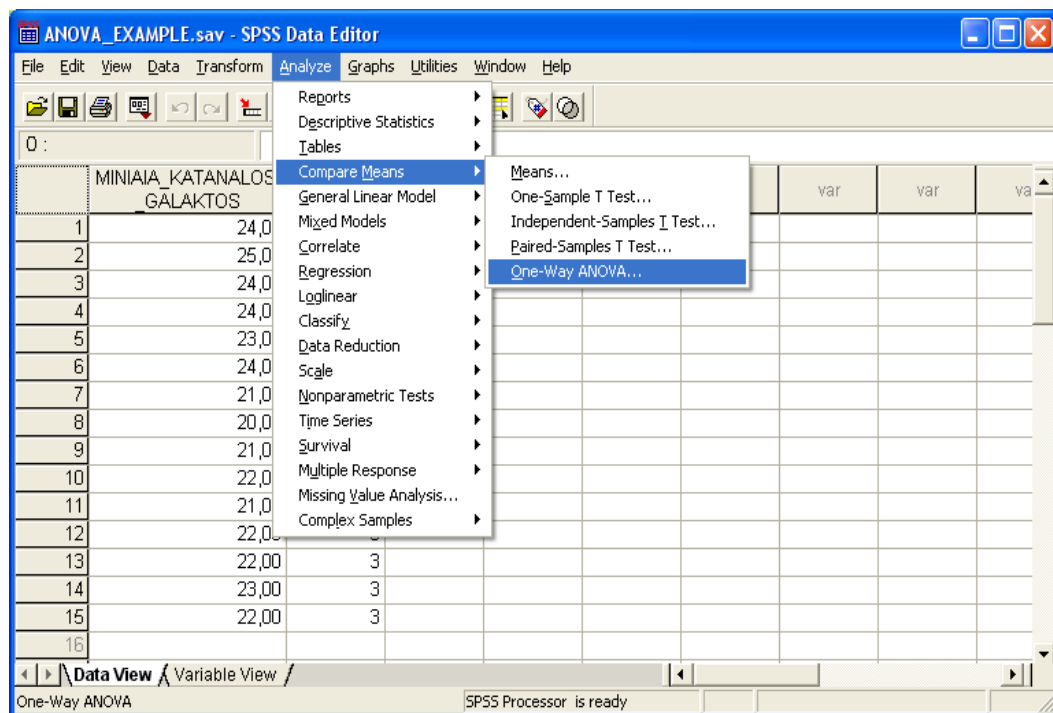 ANOVA_EXAMPLE.sav - SPSS Data Editor
File Edit View Data Transform Analyze Graphs Utilities Window Help
0 :
MINIAIA_KATANALOS
_GALAKTOS
var var va
1 24,0
2 25,0
3 24,0
4 24,0
5 23,0
6 24,0
7 21,0
8 20,0
9 21,0
10 22,0
11 21,0
12 22,0
13 22,00 3
14 23,00 3
15 22,00 3
16
Reports
Descriptive Statistics
Tables
Compare Means
General Linear Model
Mixed Models
Correlate
Regression
Loglinear
Classify
Data Reduction
Scale
Nonparametric Tests
Time Series
Survival
Multiple Response
Missing Value Analysis...
Complex Samples
Means...
One-Sample T Test...
Independent-Samples T Test...
Paired-Samples T Test...
One-Way ANOVA...
Data View Variable View
One-Way ANOVA SPSS Processor is ready